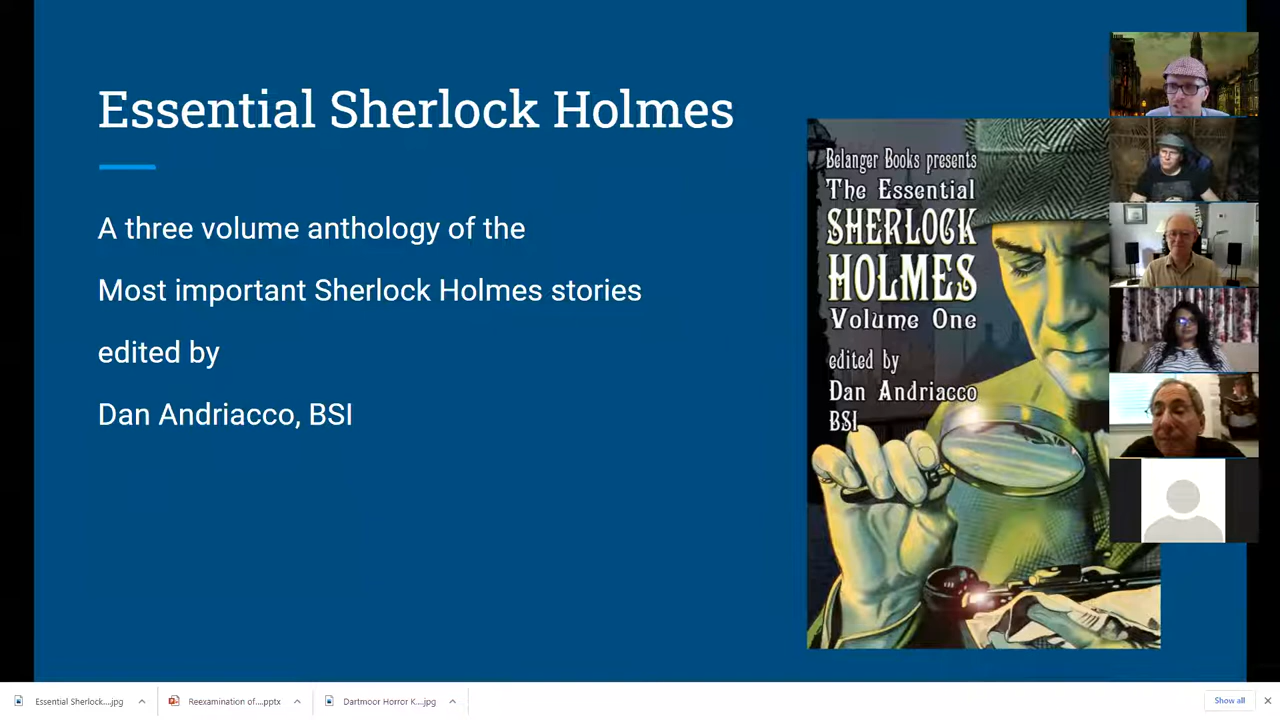 Essential Sherlock Holmes
A three volume anthology of the
Most important Sherlock Holmes stories
edited by
Dan Andriacco, BSI
Belanger Books presents
The Essential
SHERLOCK
HOLMES
Volume One
edited by
Dan Andriacco
BSI
Essential Sherlock....jpg
Reexamination of....pptx
Dartmoor Horror K....jpg
Show all